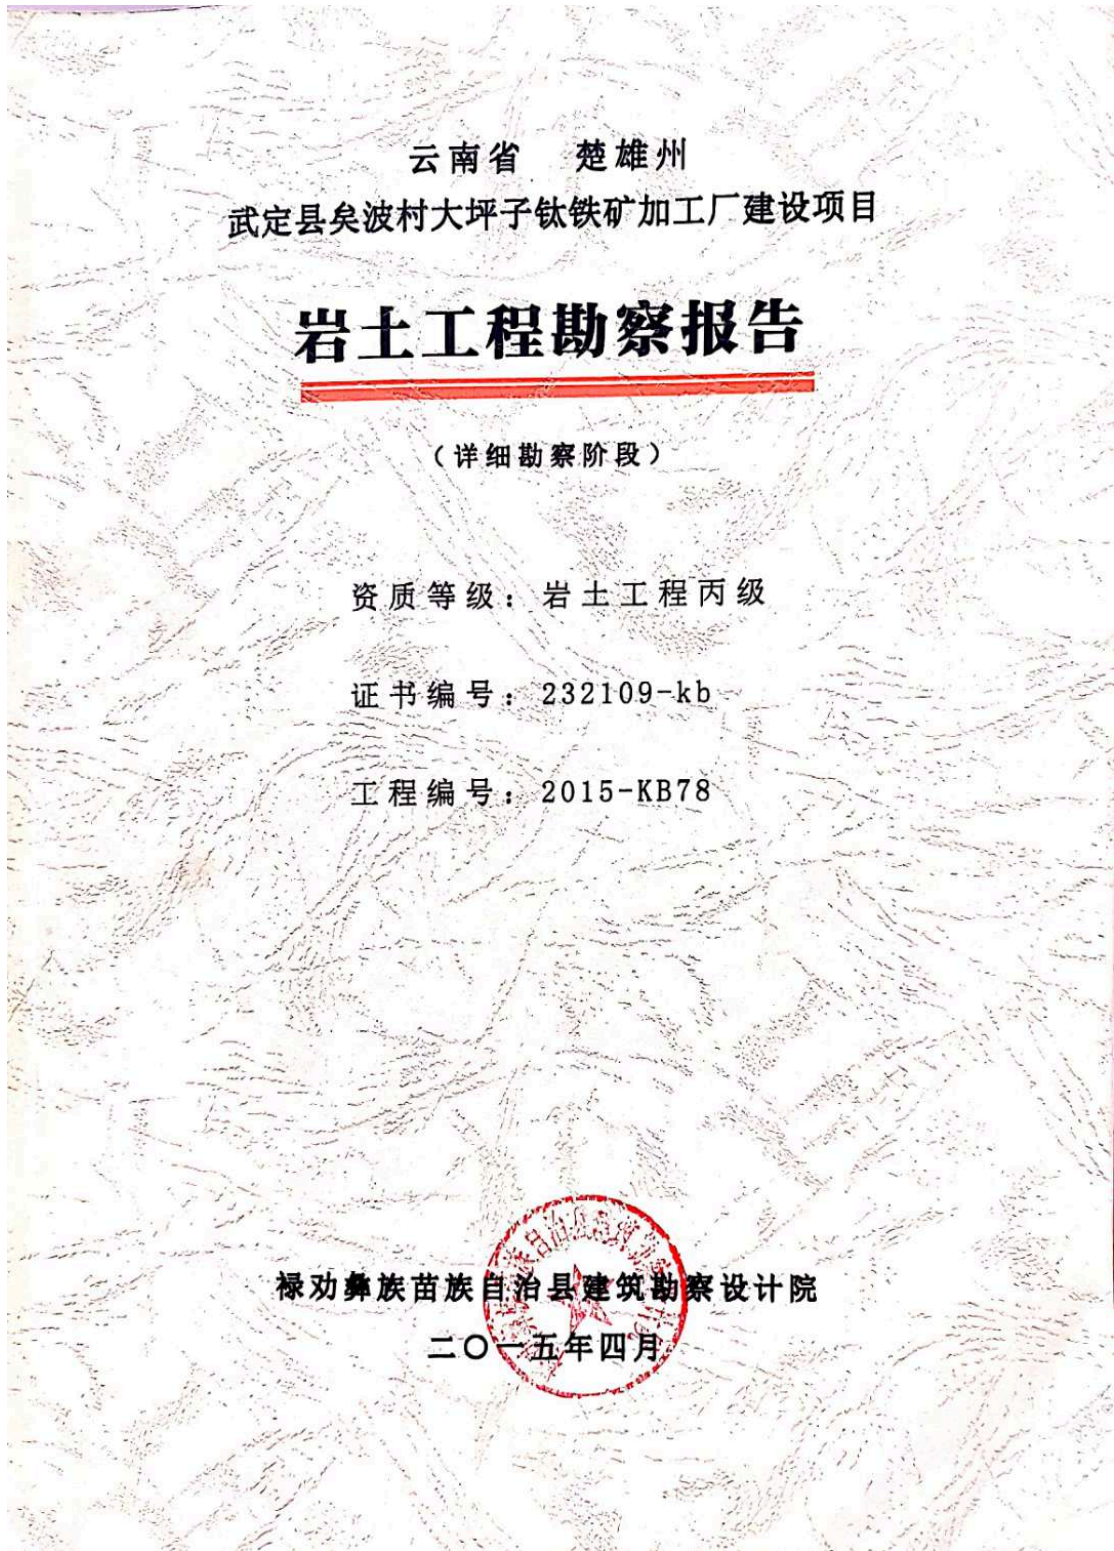 云南省 楚雄州
武定县矣波村大坪子钛铁矿加工厂建设项目
岩土工程勘察报告
（详细勘察阶段）
资质等级：岩土工程丙级
证书编号：232109-kb
工程编号：2015-KB78
禄劝彝族苗族自治县建筑勘察设计院
二〇一五年四月